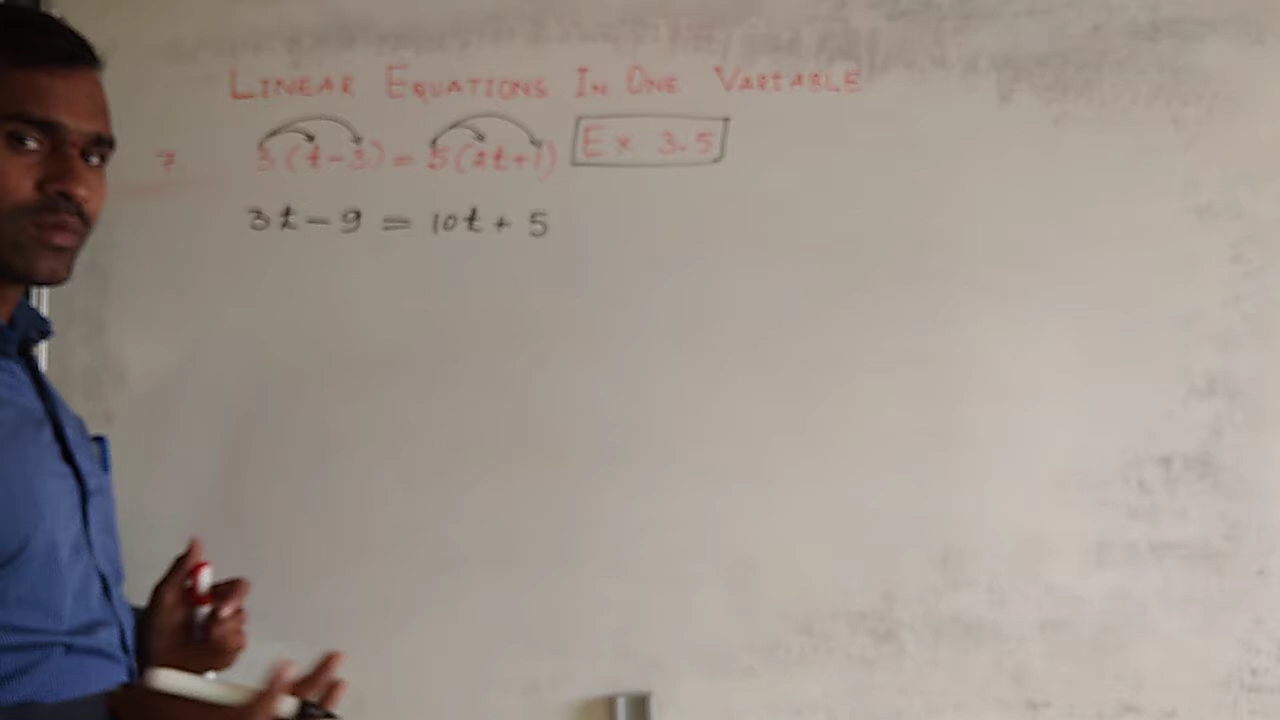 LINEAR EQUATIONS IN ONE VARIABLE
7. 3(t-3) = 5(2t+1) Ex 3.5
3t - 9 = 10t + 5